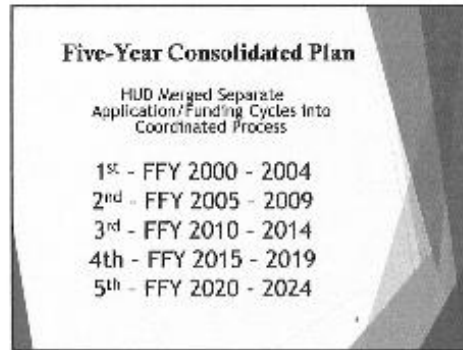 Five-Year Consolidated Plan
HUD Merged Separate
Application/Funding Cycles into
Coordinated Process
1st - FFY 2000 - 2004
2nd - FFY 2005 - 2009
3rd - FFY 2010 - 2014
4th - FFY 2015 - 2019
5th - FFY 2020 - 2024